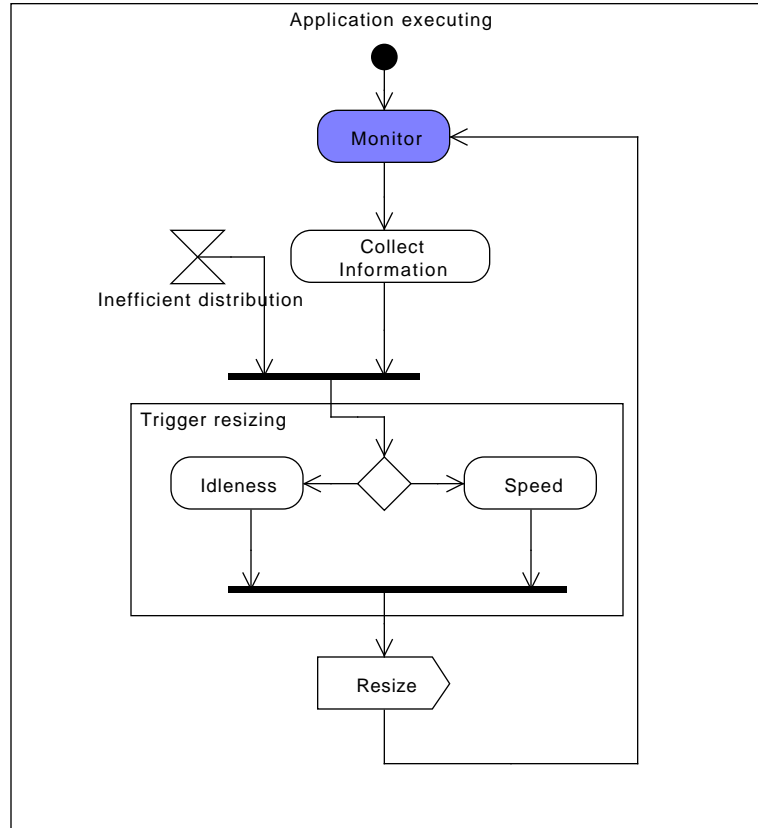 Application executing
Monitor
Collect
Information
Inefficient distribution
Trigger resizing
Idleness
Speed
Resize